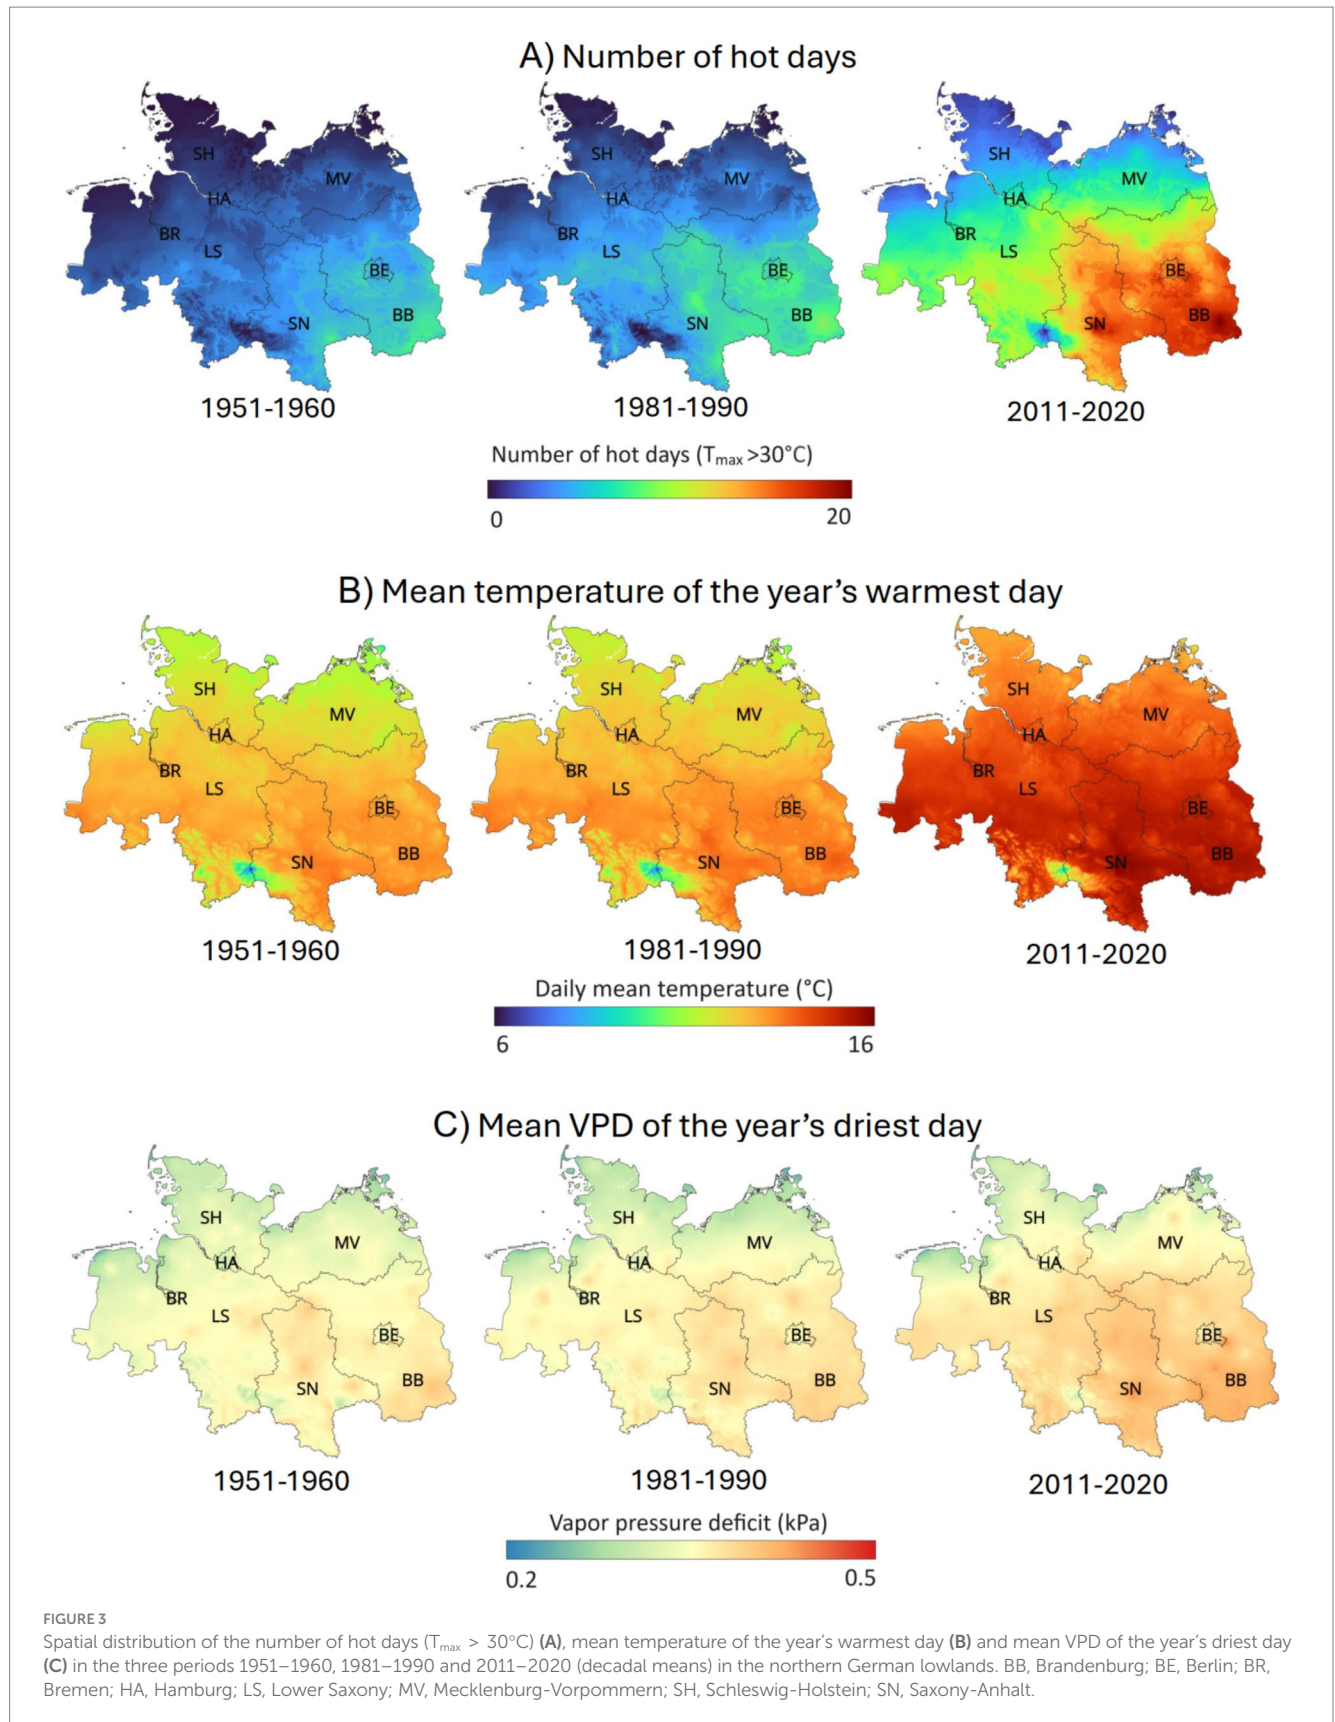 A) Number of hot days
SH
MV
HA
BR
LS
BE
SN
BB
SH
MV
HA
BR
LS
BE
SN
BB
SH
MV
HA
BR
LS
BE
SN
BB
1951-1960
1981-1990
2011-2020
Number of hot days (Tmax >30°C)
0 20
B) Mean temperature of the year’s warmest day
SH
MV
HA
BR
LS
BE
SN
BB
SH
MV
HA
BR
LS
BE
SN
BB
SH
MV
HA
BR
LS
BE
SN
BB
1951-1960
1981-1990
2011-2020
Daily mean temperature (°C)
6 16
C) Mean VPD of the year’s driest day
SH
MV
HA
BR
LS
BE
SN
BB
SH
MV
HA
BR
LS
BE
SN
BB
SH
MV
HA
BR
LS
BE
SN
BB
1951-1960
1981-1990
2011-2020
Vapor pressure deficit (kPa)
0.2 0.5
FIGURE 3
Spatial distribution of the number of hot days (Tmax > 30°C) (A), mean temperature of the year’s warmest day (B) and mean VPD of the year’s driest day
(C) in the three periods 1951–1960, 1981–1990 and 2011–2020 (decadal means) in the northern German lowlands. BB, Brandenburg; BE, Berlin; BR,
Bremen; HA, Hamburg; LS, Lower Saxony; MV, Mecklenburg-Vorpommern; SH, Schleswig-Holstein; SN, Saxony-Anhalt.